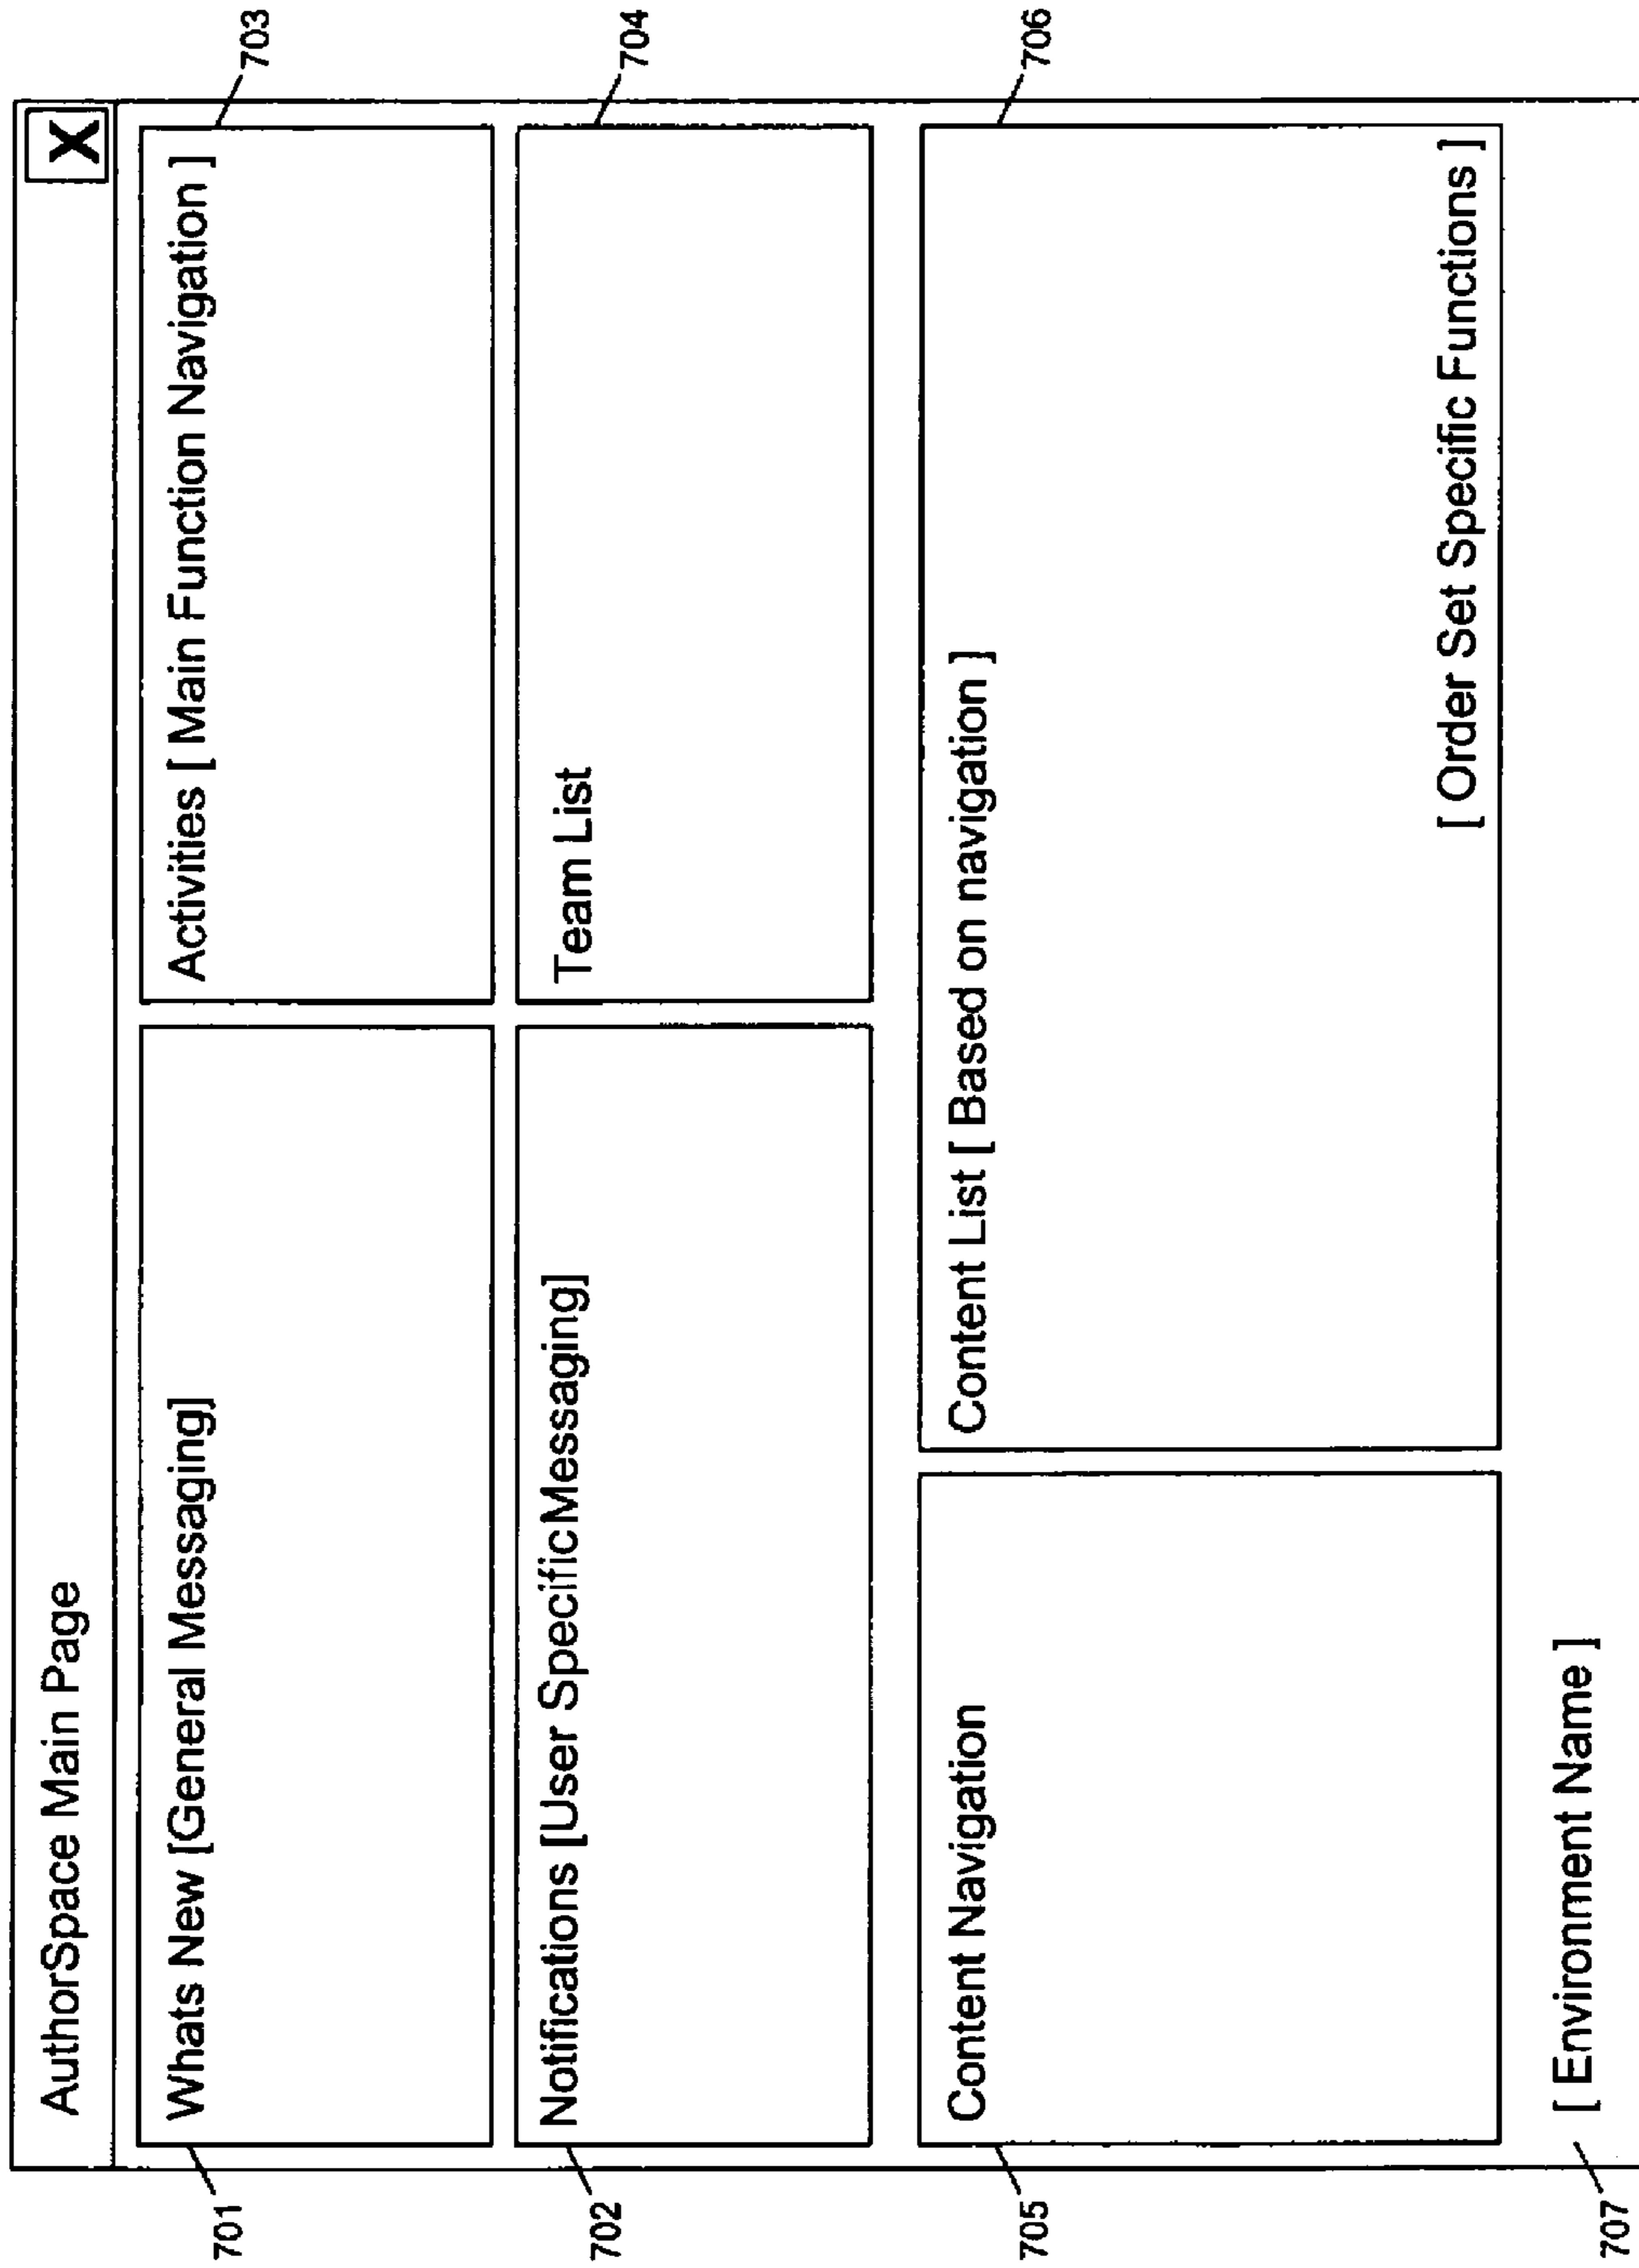 AuthorSpace Main Page
X
701
Whats New [General Messaging]
Activities [ Main Function Navigation ]
703
702
Notifications [User SpecificMessaging]
Team List
704
705
Content Navigation
Content List [ Based on navigation ]
706
[ Order Set Specific Functions ]
707
[ Environment Name ]